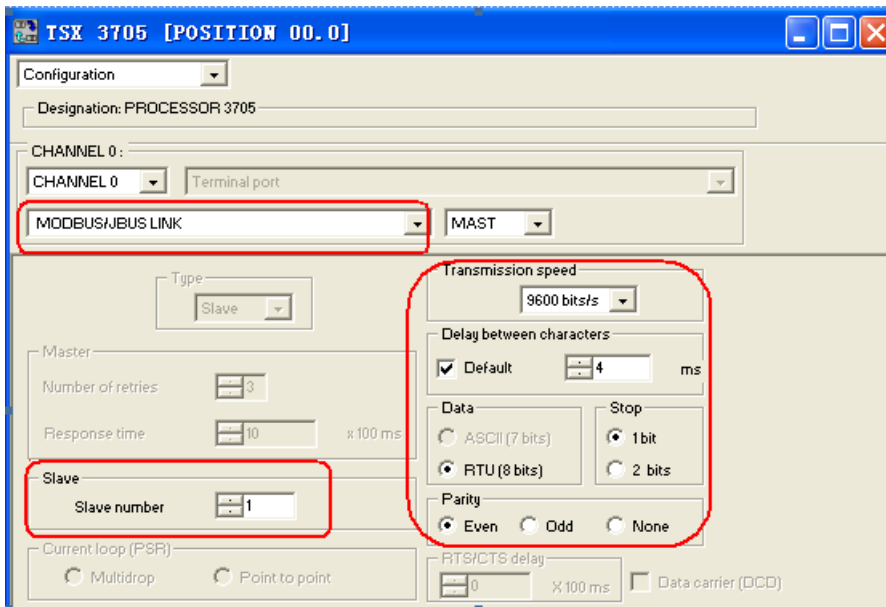 TSX 3705 [POSITION 00.0]
Configuration
Designation: PROCESSOR 3705
CHANNEL 0 :
CHANNEL 0 Terminal port
MODBUS/JBUS LINK MAST
Type
Slave
Transmission speed
9600 bits/s
Delay between characters
Default 4 ms
Master
Number of retries 3
Response time 10 x 100 ms
Data
ASCII (7 bits)
RTU (8 bits)
Stop
1 bit
2 bits
Slave
Slave number 1
Parity
Even Odd None
Current loop (PSR)
Multidrop Point to point
RTS/CTS delay
0 X 100 ms Data carrier (DCD)